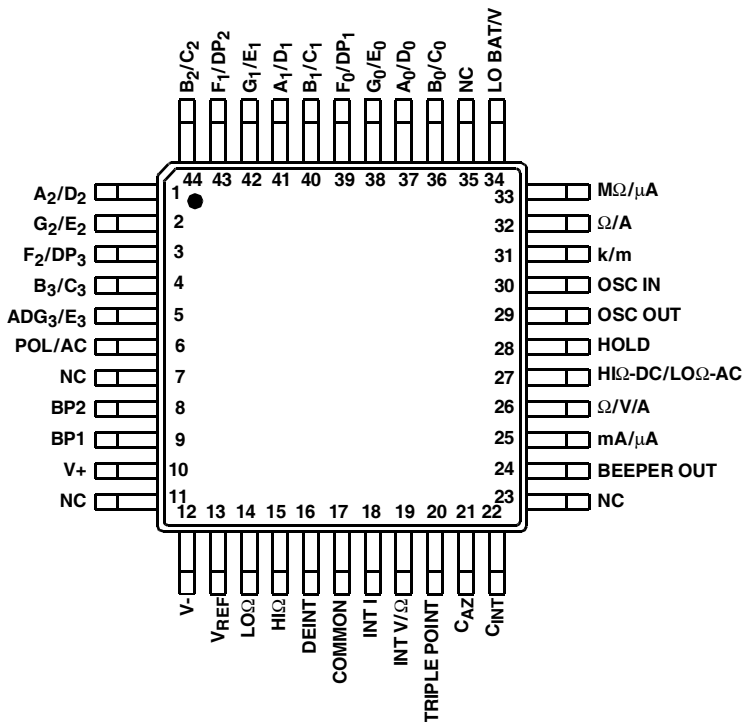 B2/C2
F1/DP2
G1/E1
A1/D1
B1/C1
F0/DP1
G0/E0
A0/D0
B0/C0
NC
LO BAT/V
44 43 42 41 40 39 38 37 36 35 34
A2/D2 1
G2/E2 2
F2/DP3 3
B3/C3 4
ADG3/E3 5
POL/AC 6
NC 7
BP2 8
BP1 9
V+ 10
NC 11
33 MΩ/μA
32 Ω/A
31 k/m
30 OSC IN
29 OSC OUT
28 HOLD
27 HIΩ-DC/LOΩ-AC
26 Ω/V/A
25 mA/μA
24 BEEPER OUT
23 NC
12 13 14 15 16 17 18 19 20 21 22
V-
VREF
LOΩ
HIΩ
DEINT
COMMON
INT I
INT V/Ω
TRIPLE POINT
CAZ
CINT